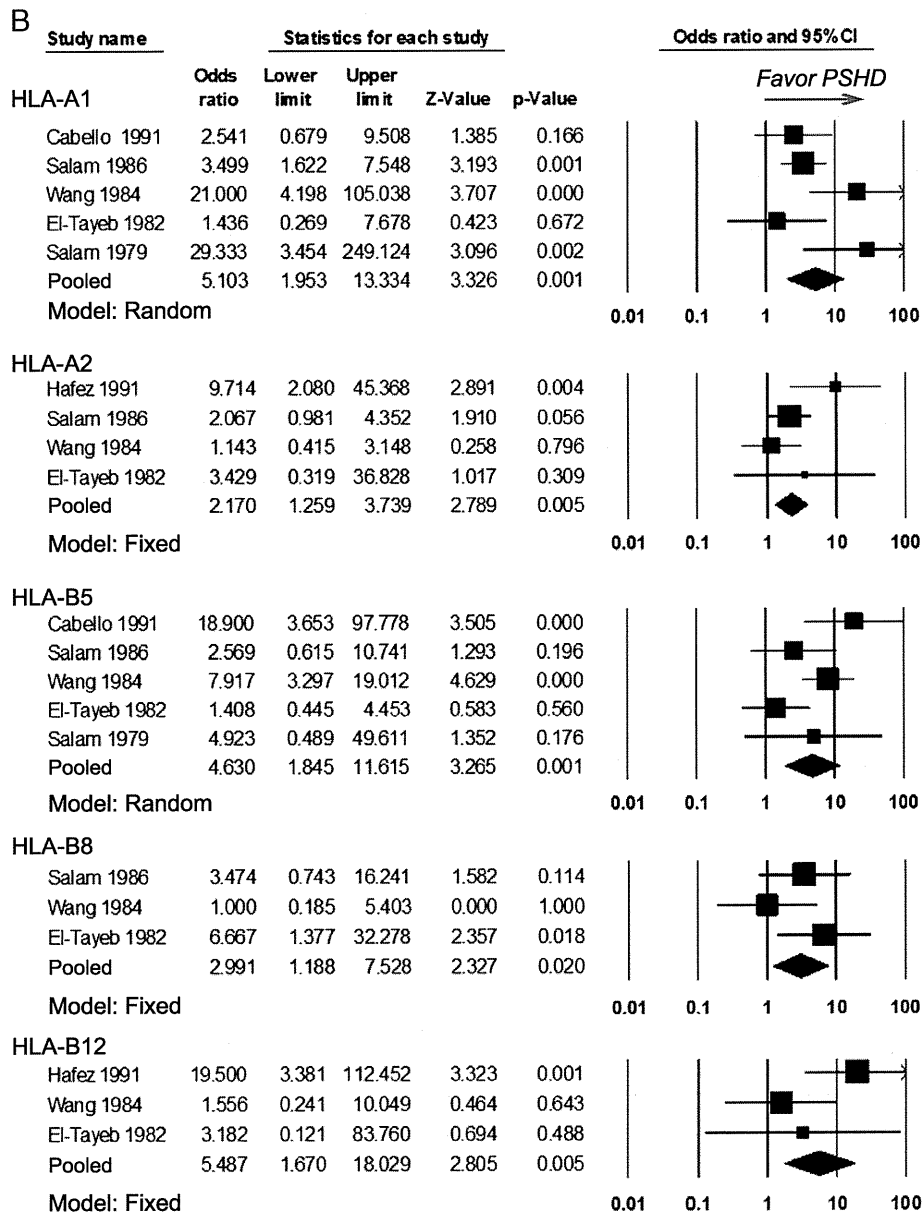 B
Study name Statistics for each study Odds ratio and 95% CI
Odds Lower Upper Favor PSHD
HLA-A1 ratio limit limit Z-Value p-Value
Cabello 1991 2.541 0.679 9.508 1.385 0.166
Salam 1986 3.499 1.622 7.548 3.193 0.001
Wang 1984 21.000 4.198 105.038 3.707 0.000
El-Tayeb 1982 1.436 0.269 7.678 0.423 0.672
Salam 1979 29.333 3.454 249.124 3.096 0.002
Pooled 5.103 1.953 13.334 3.326 0.001
Model: Random 0.01 0.1 1 10 100
HLA-A2
Hafez 1991 9.714 2.080 45.368 2.891 0.004
Salam 1986 2.067 0.981 4.352 1.910 0.056
Wang 1984 1.143 0.415 3.148 0.258 0.796
El-Tayeb 1982 3.429 0.319 36.828 1.017 0.309
Pooled 2.170 1.259 3.739 2.789 0.005
Model: Fixed 0.01 0.1 1 10 100
HLA-B5
Cabello 1991 18.900 3.653 97.778 3.505 0.000
Salam 1986 2.569 0.615 10.741 1.293 0.196
Wang 1984 7.917 3.297 19.012 4.629 0.000
El-Tayeb 1982 1.408 0.445 4.453 0.583 0.560
Salam 1979 4.923 0.489 49.611 1.352 0.176
Pooled 4.630 1.845 11.615 3.265 0.001
Model: Random 0.01 0.1 1 10 100
HLA-B8
Salam 1986 3.474 0.743 16.241 1.582 0.114
Wang 1984 1.000 0.185 5.403 0.000 1.000
El-Tayeb 1982 6.667 1.377 32.278 2.357 0.018
Pooled 2.991 1.188 7.528 2.327 0.020
Model: Fixed 0.01 0.1 1 10 100
HLA-B12
Hafez 1991 19.500 3.381 112.452 3.323 0.001
Wang 1984 1.556 0.241 10.049 0.464 0.643
El-Tayeb 1982 3.182 0.121 83.760 0.694 0.488
Pooled 5.487 1.670 18.029 2.805 0.005
Model: Fixed 0.01 0.1 1 10 100